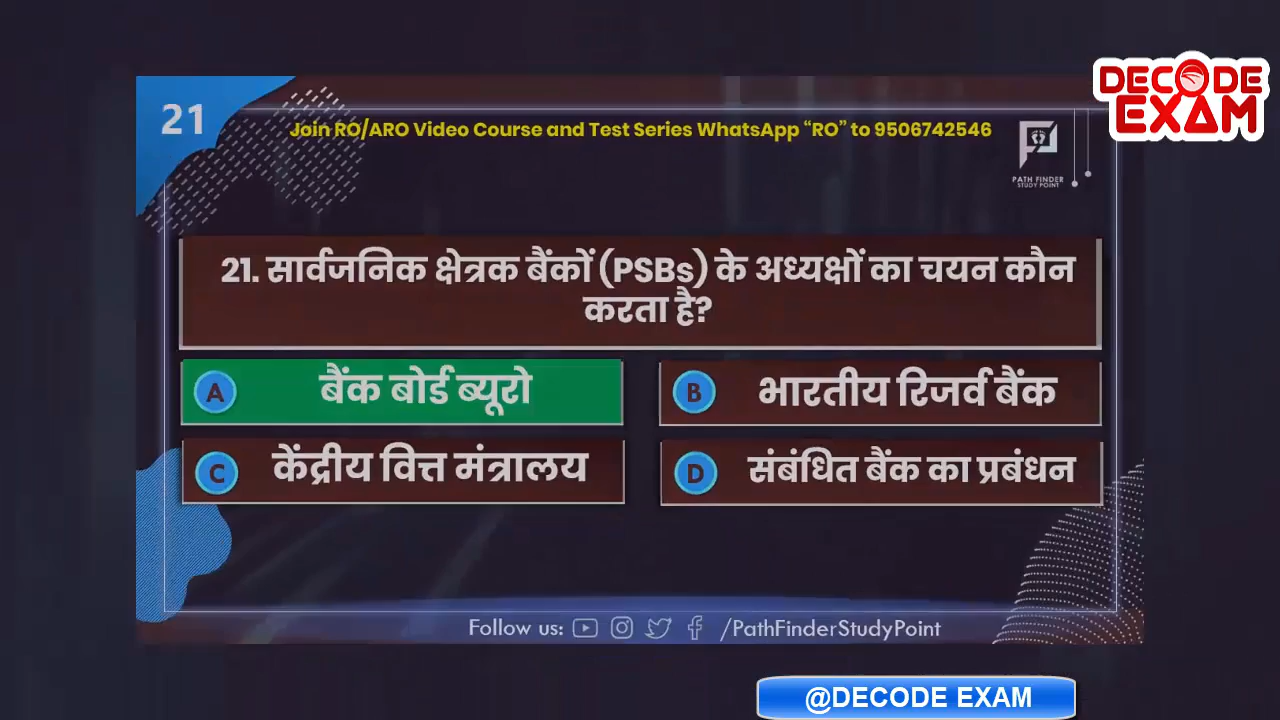 DECODE
EXAM
21
Join RO/ARO Video Course and Test Series WhatsApp “RO” to 9506742546
PATH FINDER
STUDY POINT
21. सार्वजनिक क्षेत्रक बैंकों (PSBs) के अध्यक्षों का चयन कौन
करता है?
A बैंक बोर्ड ब्यूरो
B भारतीय रिजर्व बैंक
C केंद्रीय वित्त मंत्रालय
D संबंधित बैंक का प्रबंधन
Follow us: /PathFinderStudyPoint
@DECODE EXAM